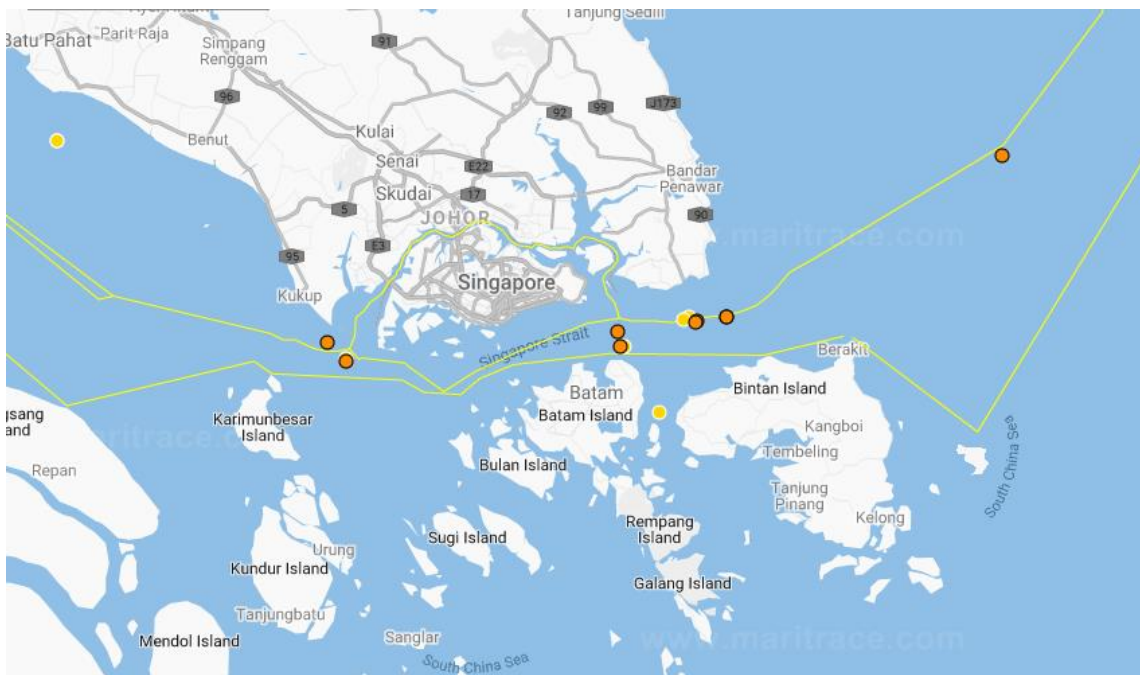 Tanjung Sedili
Batu Pahat
Parit Raja
Simpang
Renggam
91
96
92
99
J173
Benut
Kulai
Senai
E22
Skudai
17
Bandar
Penawar
5
JOHOR
90
E3
95
www.maritrace.com
Kukup
Singapore
Singapore Strait
Berakit
Batam
Batam Island
Bintan Island
Karimunbesar
Island
Kangboi
Tembeling
Bulan Island
Repan
Tanjung
Pinang
South China Sea
Kelong
Rempang
Island
Sugi Island
Urung
Kundur Island
Galang Island
Tanjungbatu
Mendol Island
Sanglar
www.maritrace.com
South China Sea